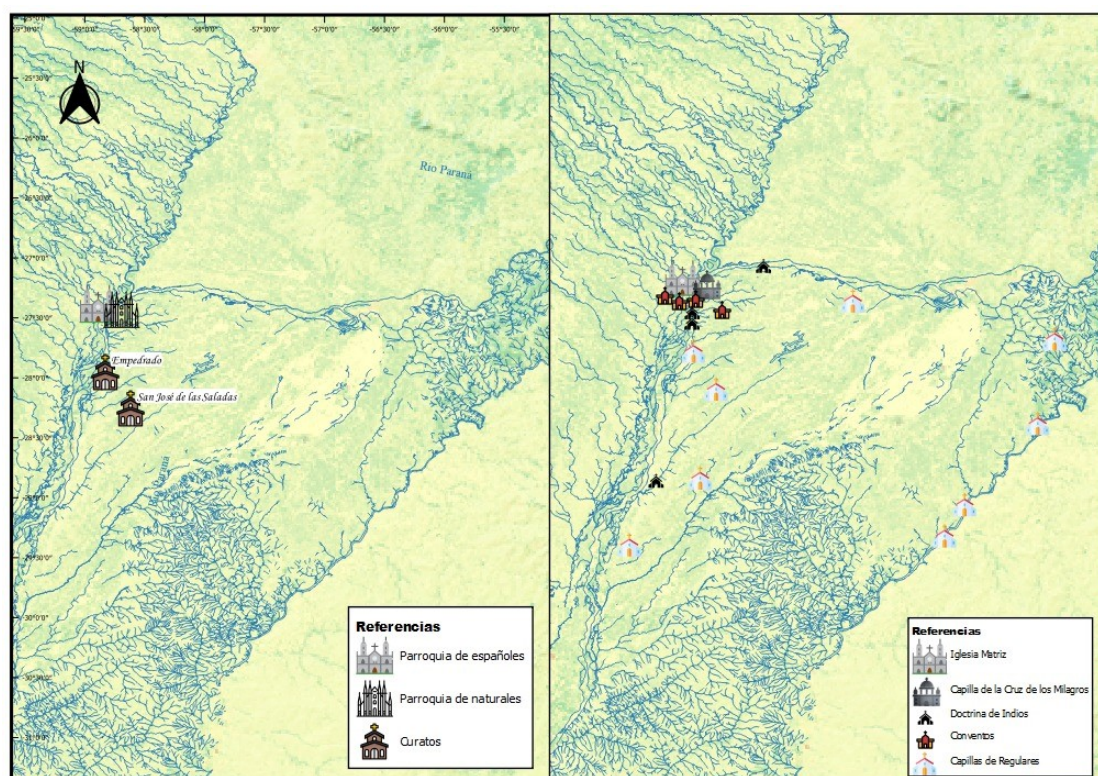 -59°0'0" -58°30'0" -58°0'0" -57°30'0" -57°0'0" -56°30'0" -56°0'0" -55°30'0"
N
-25°30'0"
-26°0'0"
Río Paraná
-26°30'0"
-27°0'0"
-27°30'0"
Empedrado
-28°0'0"
San José de las Saladas
-28°30'0"
-29°0'0"
-29°30'0"
-30°0'0"
-30°30'0"
-31°0'0"
Referencias
Parroquia de españoles
Parroquia de naturales
Curatos
Referencias
Iglesia Matriz
Capilla de la Cruz de los Milagros
Doctrina de Indios
Conventos
Capillas de Regulares